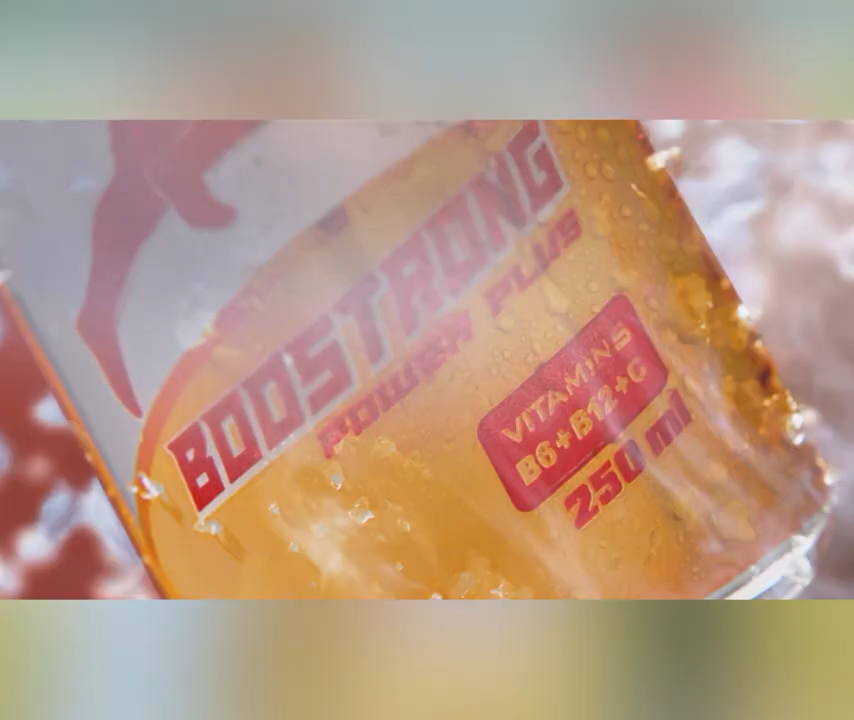 BOOSTRONG
POWER PLUS
VITAMINS
B6+B12+C
250 ml